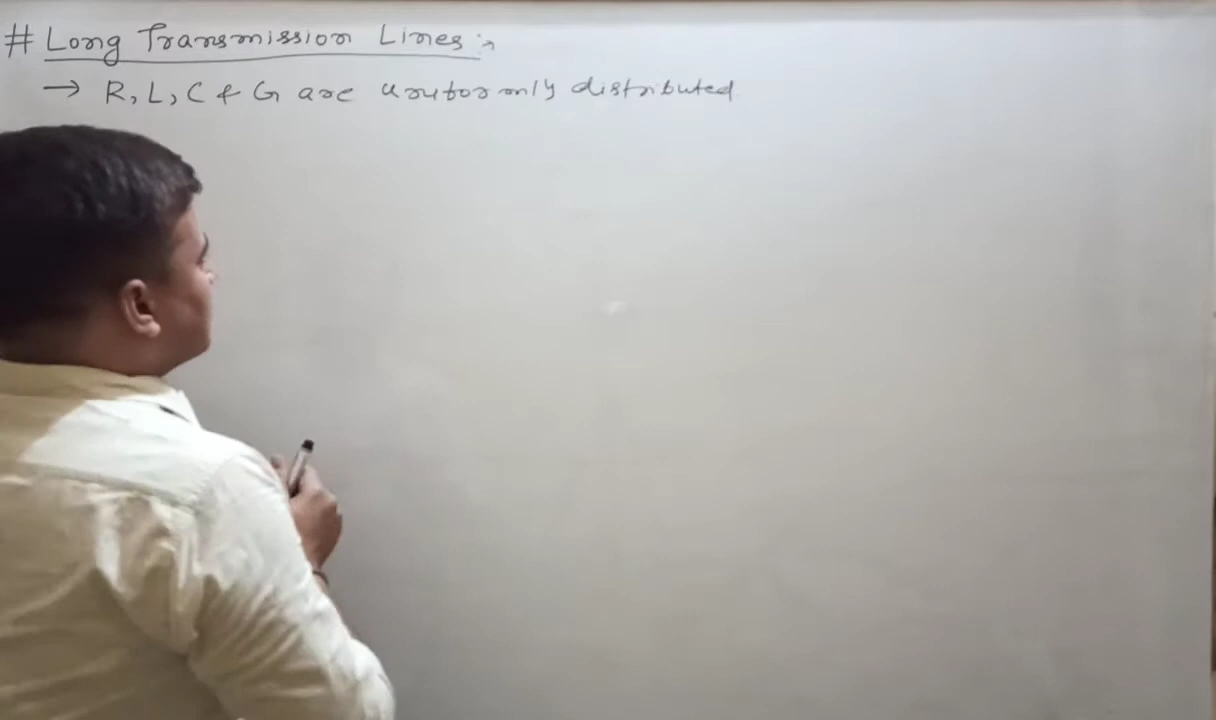 # Long Transmission Lines :-
→ R, L, C & G are uniformly distributed